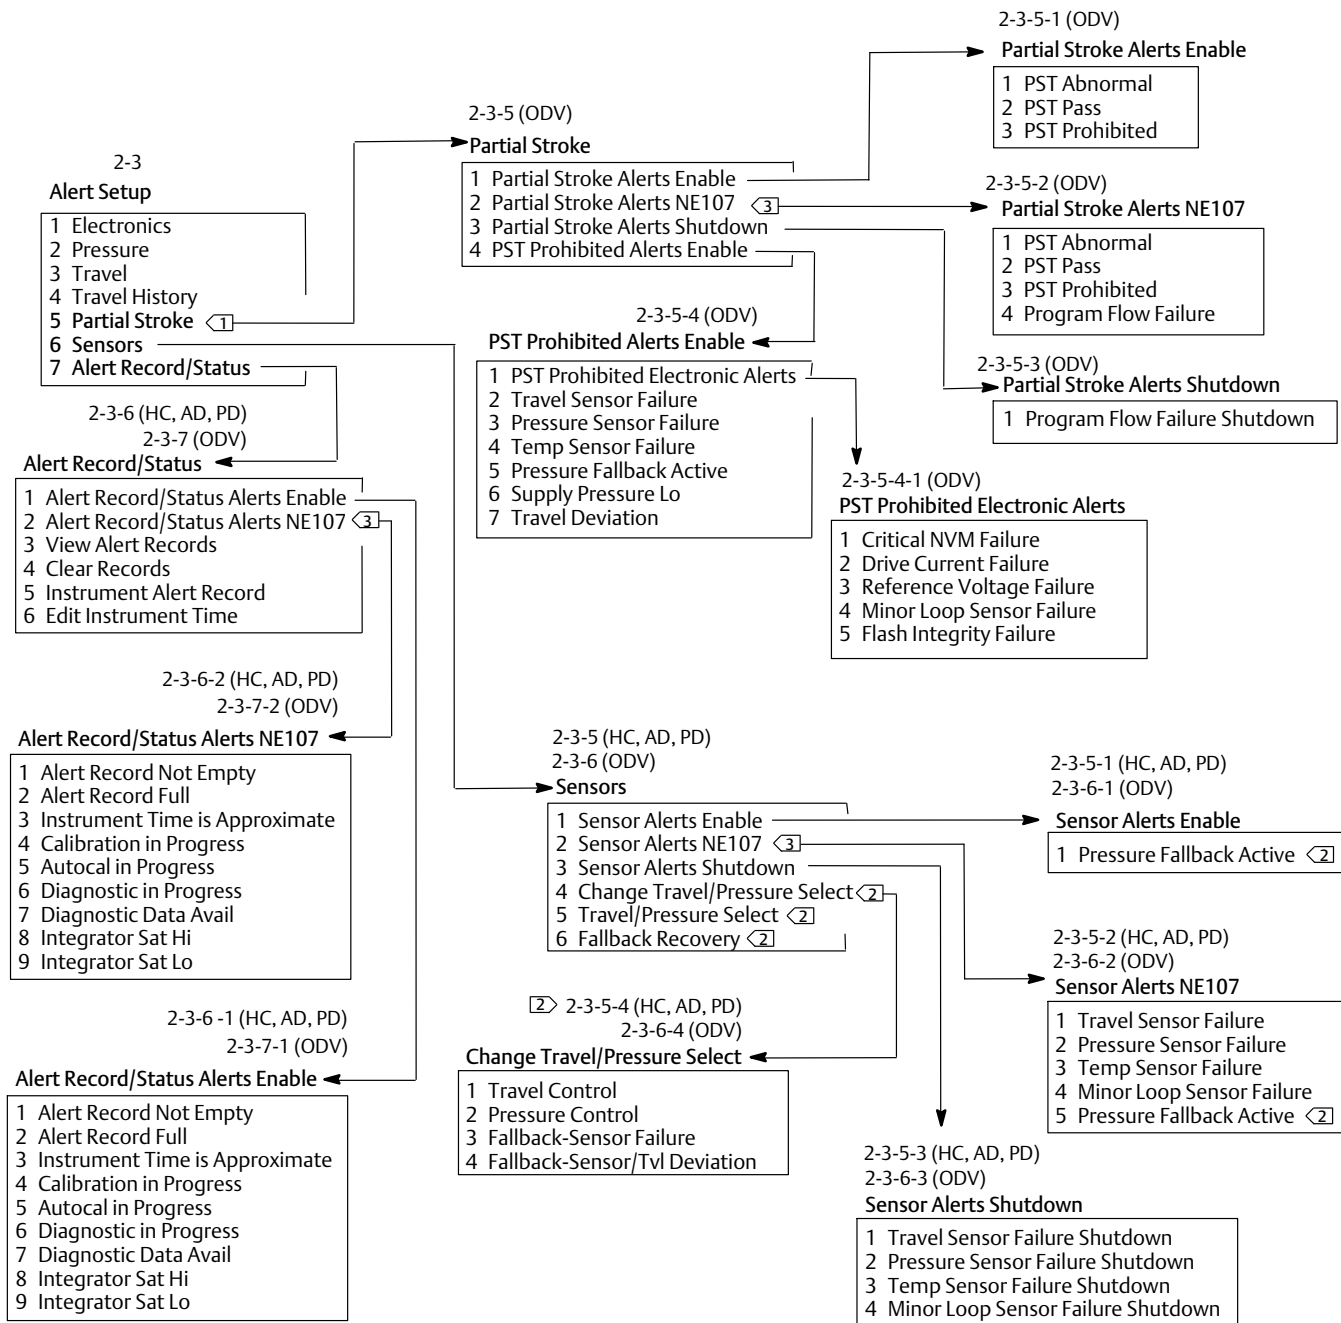 2-3
Alert Setup
1 Electronics
2 Pressure
3 Travel
4 Travel History
5 Partial Stroke 1
6 Sensors
7 Alert Record/Status
2-3-5 (ODV)
Partial Stroke
1 Partial Stroke Alerts Enable
2 Partial Stroke Alerts NE107 3
3 Partial Stroke Alerts Shutdown
4 PST Prohibited Alerts Enable
2-3-5-1 (ODV)
Partial Stroke Alerts Enable
1 PST Abnormal
2 PST Pass
3 PST Prohibited
2-3-5-2 (ODV)
Partial Stroke Alerts NE107
1 PST Abnormal
2 PST Pass
3 PST Prohibited
4 Program Flow Failure
2-3-5-3 (ODV)
Partial Stroke Alerts Shutdown
1 Program Flow Failure Shutdown
2-3-5-4 (ODV)
PST Prohibited Alerts Enable
1 PST Prohibited Electronic Alerts
2 Travel Sensor Failure
3 Pressure Sensor Failure
4 Temp Sensor Failure
5 Pressure Fallback Active
6 Supply Pressure Lo
7 Travel Deviation
2-3-5-4-1 (ODV)
PST Prohibited Electronic Alerts
1 Critical NVM Failure
2 Drive Current Failure
3 Reference Voltage Failure
4 Minor Loop Sensor Failure
5 Flash Integrity Failure
2-3-6 (HC, AD, PD)
2-3-7 (ODV)
Alert Record/Status
1 Alert Record/Status Alerts Enable
2 Alert Record/Status Alerts NE107 3
3 View Alert Records
4 Clear Records
5 Instrument Alert Record
6 Edit Instrument Time
2-3-6-2 (HC, AD, PD)
2-3-7-2 (ODV)
Alert Record/Status Alerts NE107
1 Alert Record Not Empty
2 Alert Record Full
3 Instrument Time is Approximate
4 Calibration in Progress
5 Autocal in Progress
6 Diagnostic in Progress
7 Diagnostic Data Avail
8 Integrator Sat Hi
9 Integrator Sat Lo
2-3-6 -1 (HC, AD, PD)
2-3-7-1 (ODV)
Alert Record/Status Alerts Enable
1 Alert Record Not Empty
2 Alert Record Full
3 Instrument Time is Approximate
4 Calibration in Progress
5 Autocal in Progress
6 Diagnostic in Progress
7 Diagnostic Data Avail
8 Integrator Sat Hi
9 Integrator Sat Lo
2-3-5 (HC, AD, PD)
2-3-6 (ODV)
Sensors
1 Sensor Alerts Enable
2 Sensor Alerts NE107 3
3 Sensor Alerts Shutdown
4 Change Travel/Pressure Select 2
5 Travel/Pressure Select 2
6 Fallback Recovery 2
2-3-5-1 (HC, AD, PD)
2-3-6-1 (ODV)
Sensor Alerts Enable
1 Pressure Fallback Active 2
2-3-5-2 (HC, AD, PD)
2-3-6-2 (ODV)
Sensor Alerts NE107
1 Travel Sensor Failure
2 Pressure Sensor Failure
3 Temp Sensor Failure
4 Minor Loop Sensor Failure
5 Pressure Fallback Active 2
2 2-3-5-4 (HC, AD, PD)
2-3-6-4 (ODV)
Change Travel/Pressure Select
1 Travel Control
2 Pressure Control
3 Fallback-Sensor Failure
4 Fallback-Sensor/Tvl Deviation
2-3-5-3 (HC, AD, PD)
2-3-6-3 (ODV)
Sensor Alerts Shutdown
1 Travel Sensor Failure Shutdown
2 Pressure Sensor Failure Shutdown
3 Temp Sensor Failure Shutdown
4 Minor Loop Sensor Failure Shutdown